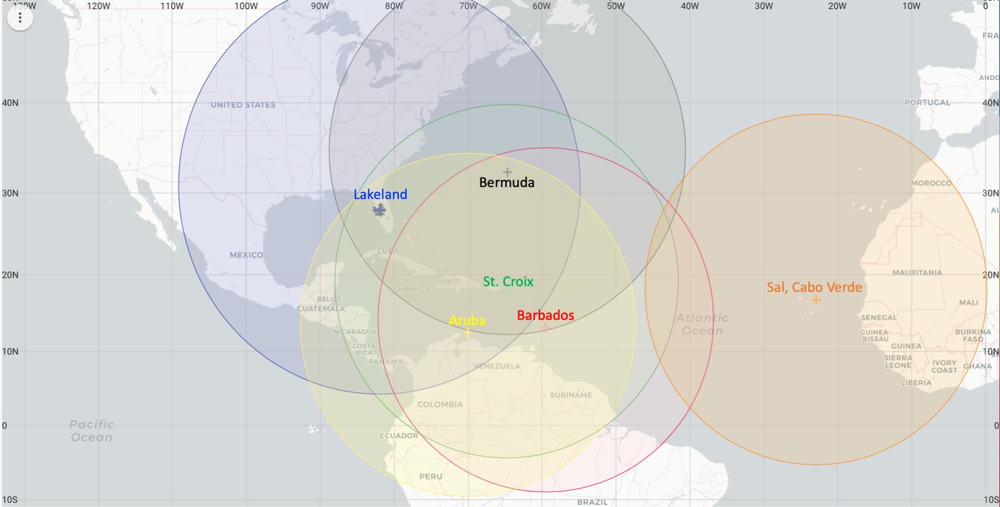 130W 120W 110W 100W 90W 80W 70W 60W 50W 40W 30W 20W 10W 0
FRA
ANDO
PORTUGAL
40N UNITED STATES 40N
Bermuda
MOROCCO
30N Lakeland 30N
AL
CUBA
MEXICO
20N MAURITANIA 20N
St. Croix
HAITI
JAMAICA
Sal, Cabo Verde
BELIZE
GUATEMALA
MALI
Aruba Barbados
Atlantic
Ocean
SENEGAL
NICARAGUA
GUINEA-
BISSAU
BURKINA
FASO
COSTA
RICA
GUINEA
10N 10N
PANAMA
VENEZUELA
SIERRA
LEONE
IVORY
COAST
GHANA
LIBERIA
SURINAME
COLOMBIA
Pacific
Ocean
0 0
ECUADOR
PERU
10S BRAZIL 10S